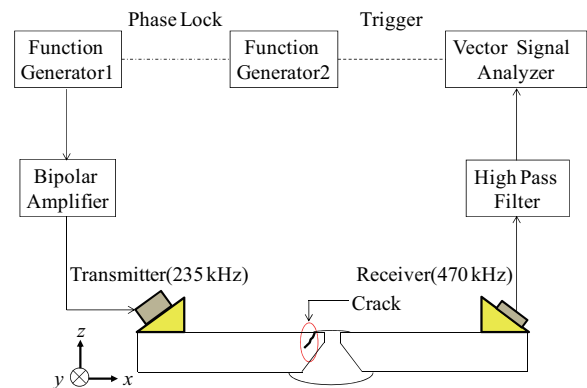 Phase Lock
Trigger
Function
Generator1
Function
Generator2
Vector Signal
Analyzer
Bipolar
Amplifier
High Pass
Filter
Transmitter(235 kHz)
Receiver(470 kHz)
Crack
z
y
x